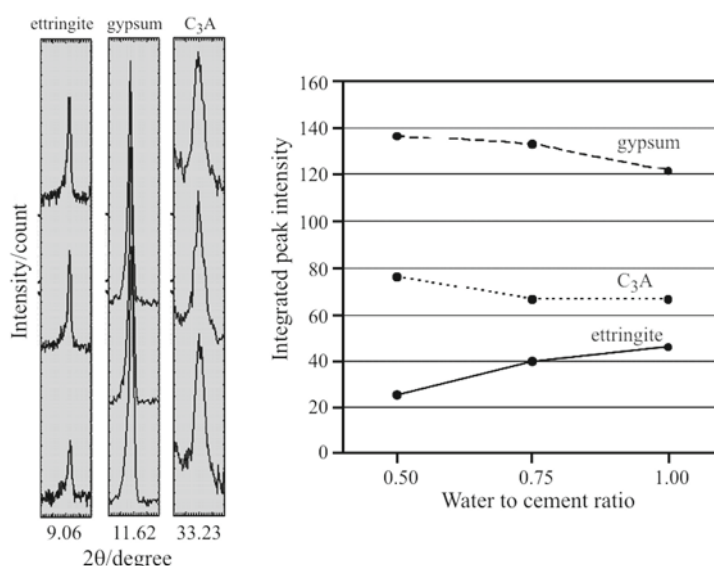 ettringite gypsum C₃A
Intensity/count
9.06 11.62 33.23
2θ/degree
160
140
120
100
80
60
40
20
0
Integrated peak intensity
gypsum
C₃A
ettringite
0.50 0.75 1.00
Water to cement ratio